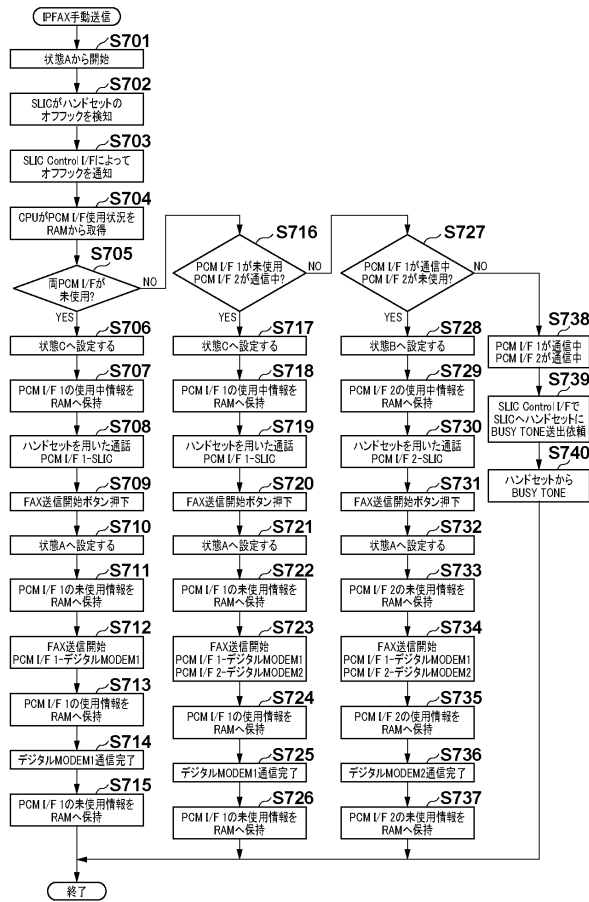 IPFAX手動送信
S701
状態Aから開始
S702
SLICがハンドセットの
オフフックを検知
S703
SLIC Control I/Fによって
オフフックを通知
S704
CPUがPCM I/F使用状況を
RAMから取得
S705
両PCM I/Fが
未使用?
NO
YES
S706
状態Cへ設定する
S707
PCM I/F 1の使用中情報を
RAMへ保持
S708
ハンドセットを用いた通話
PCM I/F 1-SLIC
S709
FAX送信開始ボタン押下
S710
状態Aへ設定する
S711
PCM I/F 1の未使用情報を
RAMへ保持
S712
FAX送信開始
PCM I/F 1-デジタルMODEM1
S713
PCM I/F 1の使用情報を
RAMへ保持
S714
デジタルMODEM1通信完了
S715
PCM I/F 1の未使用情報を
RAMへ保持
終了
S716
PCM I/F 1が未使用
PCM I/F 2が通信中?
NO
YES
S717
状態Cへ設定する
S718
PCM I/F 1の使用中情報を
RAMへ保持
S719
ハンドセットを用いた通話
PCM I/F 1-SLIC
S720
FAX送信開始ボタン押下
S721
状態Aへ設定する
S722
PCM I/F 1の未使用情報を
RAMへ保持
S723
FAX送信開始
PCM I/F 1-デジタルMODEM1
PCM I/F 2-デジタルMODEM2
S724
PCM I/F 1の使用情報を
RAMへ保持
S725
デジタルMODEM1通信完了
S726
PCM I/F 1の未使用情報を
RAMへ保持
S727
PCM I/F 1が通信中
PCM I/F 2が未使用?
NO
YES
S728
状態Bへ設定する
S729
PCM I/F 2の使用中情報を
RAMへ保持
S730
ハンドセットを用いた通話
PCM I/F 2-SLIC
S731
FAX送信開始ボタン押下
S732
状態Aへ設定する
S733
PCM I/F 2の未使用情報を
RAMへ保持
S734
FAX送信開始
PCM I/F 1-デジタルMODEM1
PCM I/F 2-デジタルMODEM2
S735
PCM I/F 2の使用情報を
RAMへ保持
S736
デジタルMODEM2通信完了
S737
PCM I/F 2の未使用情報を
RAMへ保持
S738
PCM I/F 1が通信中
PCM I/F 2が通信中
S739
SLIC Control I/Fで
SLICへハンドセットに
BUSY TONE送出依頼
S740
ハンドセットから
BUSY TONE